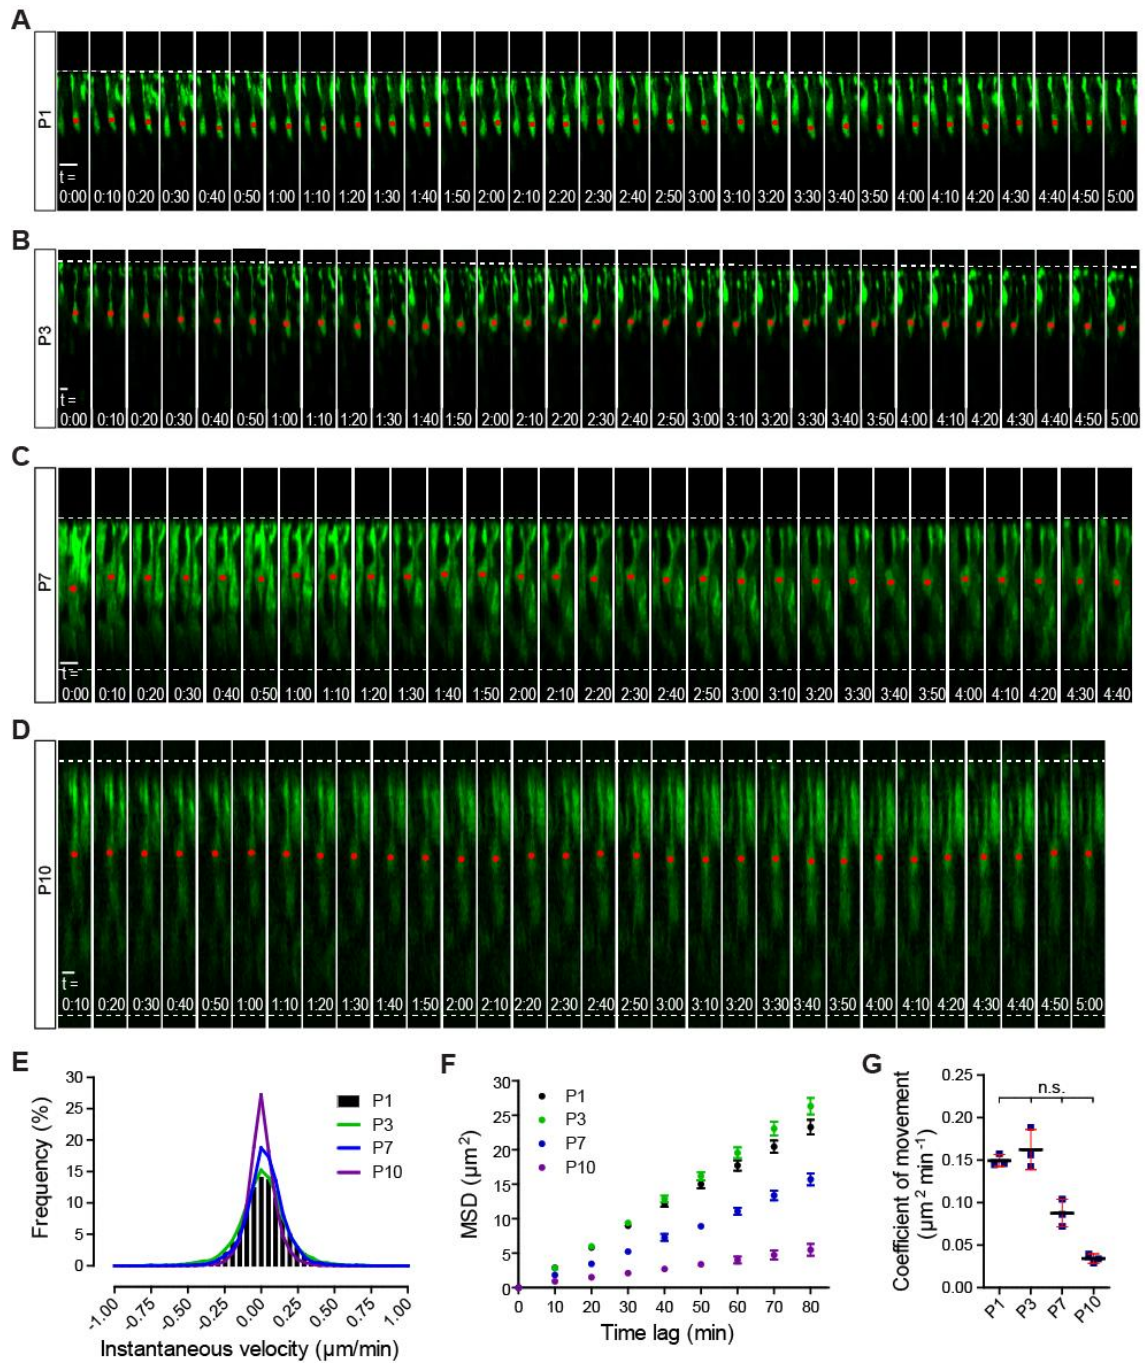 A
P1
t =
0:00 0:10 0:20 0:30 0:40 0:50 1:00 1:10 1:20 1:30 1:40 1:50 2:00 2:10 2:20 2:30 2:40 2:50 3:00 3:10 3:20 3:30 3:40 3:50 4:00 4:10 4:20 4:30 4:40 4:50 5:00
B
P3
t =
0:00 0:10 0:20 0:30 0:40 0:50 1:00 1:10 1:20 1:30 1:40 1:50 2:00 2:10 2:20 2:30 2:40 2:50 3:00 3:10 3:20 3:40 3:50 4:00 4:10 4:20 4:30 4:40 4:50 5:00
C
P7
t =
0:00 0:10 0:20 0:30 0:40 0:50 1:00 1:10 1:20 1:30 1:40 1:50 2:00 2:10 2:20 2:30 2:40 2:50 3:00 3:10 3:20 3:30 3:40 3:50 4:00 4:10 4:20 4:30 4:40
D
P10
t =
0:10 0:20 0:30 0:40 0:50 1:00 1:10 1:20 1:30 1:40 1:50 2:00 2:10 2:20 2:30 2:40 2:50 3:00 3:10 3:20 3:30 3:40 3:50 4:00 4:10 4:20 4:30 4:40 4:50 5:00
E
Frequency (%)
30
25
20
15
10
5
0
P1
P3
P7
P10
-1.00 -0.75 -0.50 -0.25 0.00 0.25 0.50 0.75 1.00
Instantaneous velocity (µm/min)
F
MSD (µm²)
30
25
20
15
10
5
0
P1
P3
P7
P10
0 10 20 30 40 50 60 70 80
Time lag (min)
G
Coefficient of movement
(µm² min⁻¹)
0.25
0.20
0.15
0.10
0.05
0.00
n.s.
P1 P3 P7 P10